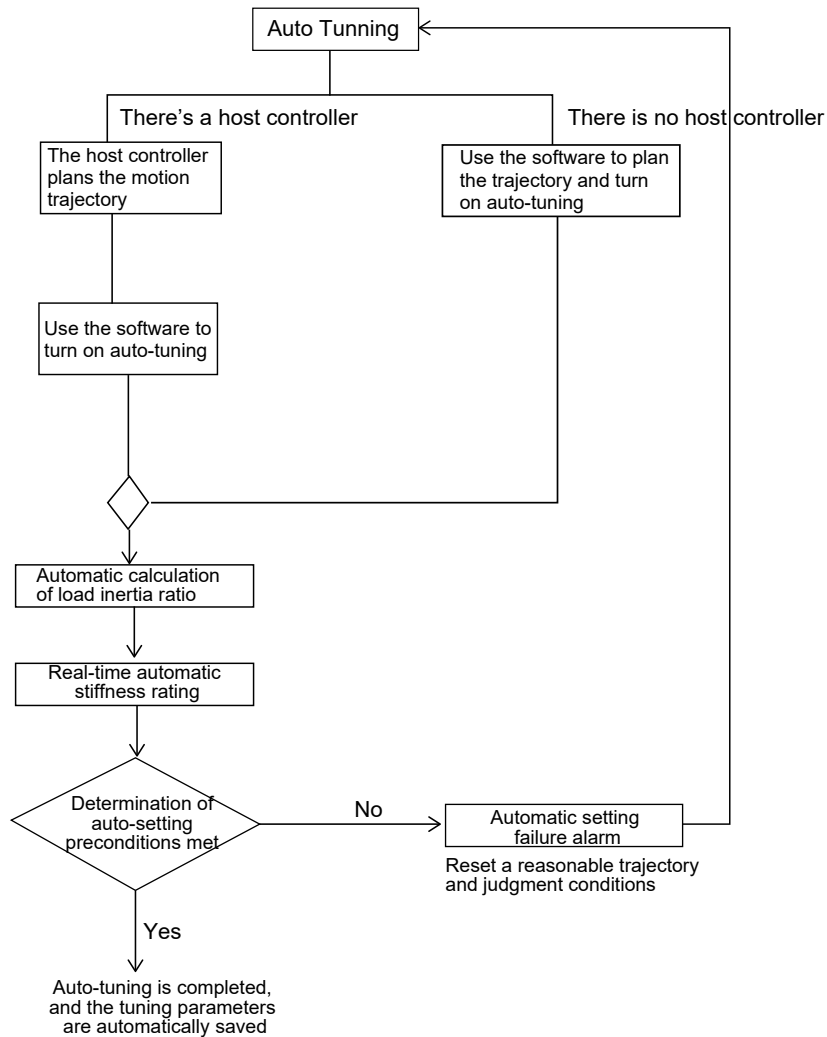 Auto Tunning
There's a host controller
There is no host controller
The host controller
plans the motion
trajectory
Use the software to plan
the trajectory and turn
on auto-tuning
Use the software to
turn on auto-tuning
Automatic calculation
of load inertia ratio
Real-time automatic
stiffness rating
Determination of
auto-setting
preconditions met
No
Automatic setting
failure alarm
Reset a reasonable trajectory
and judgment conditions
Yes
Auto-tuning is completed,
and the tuning parameters
are automatically saved